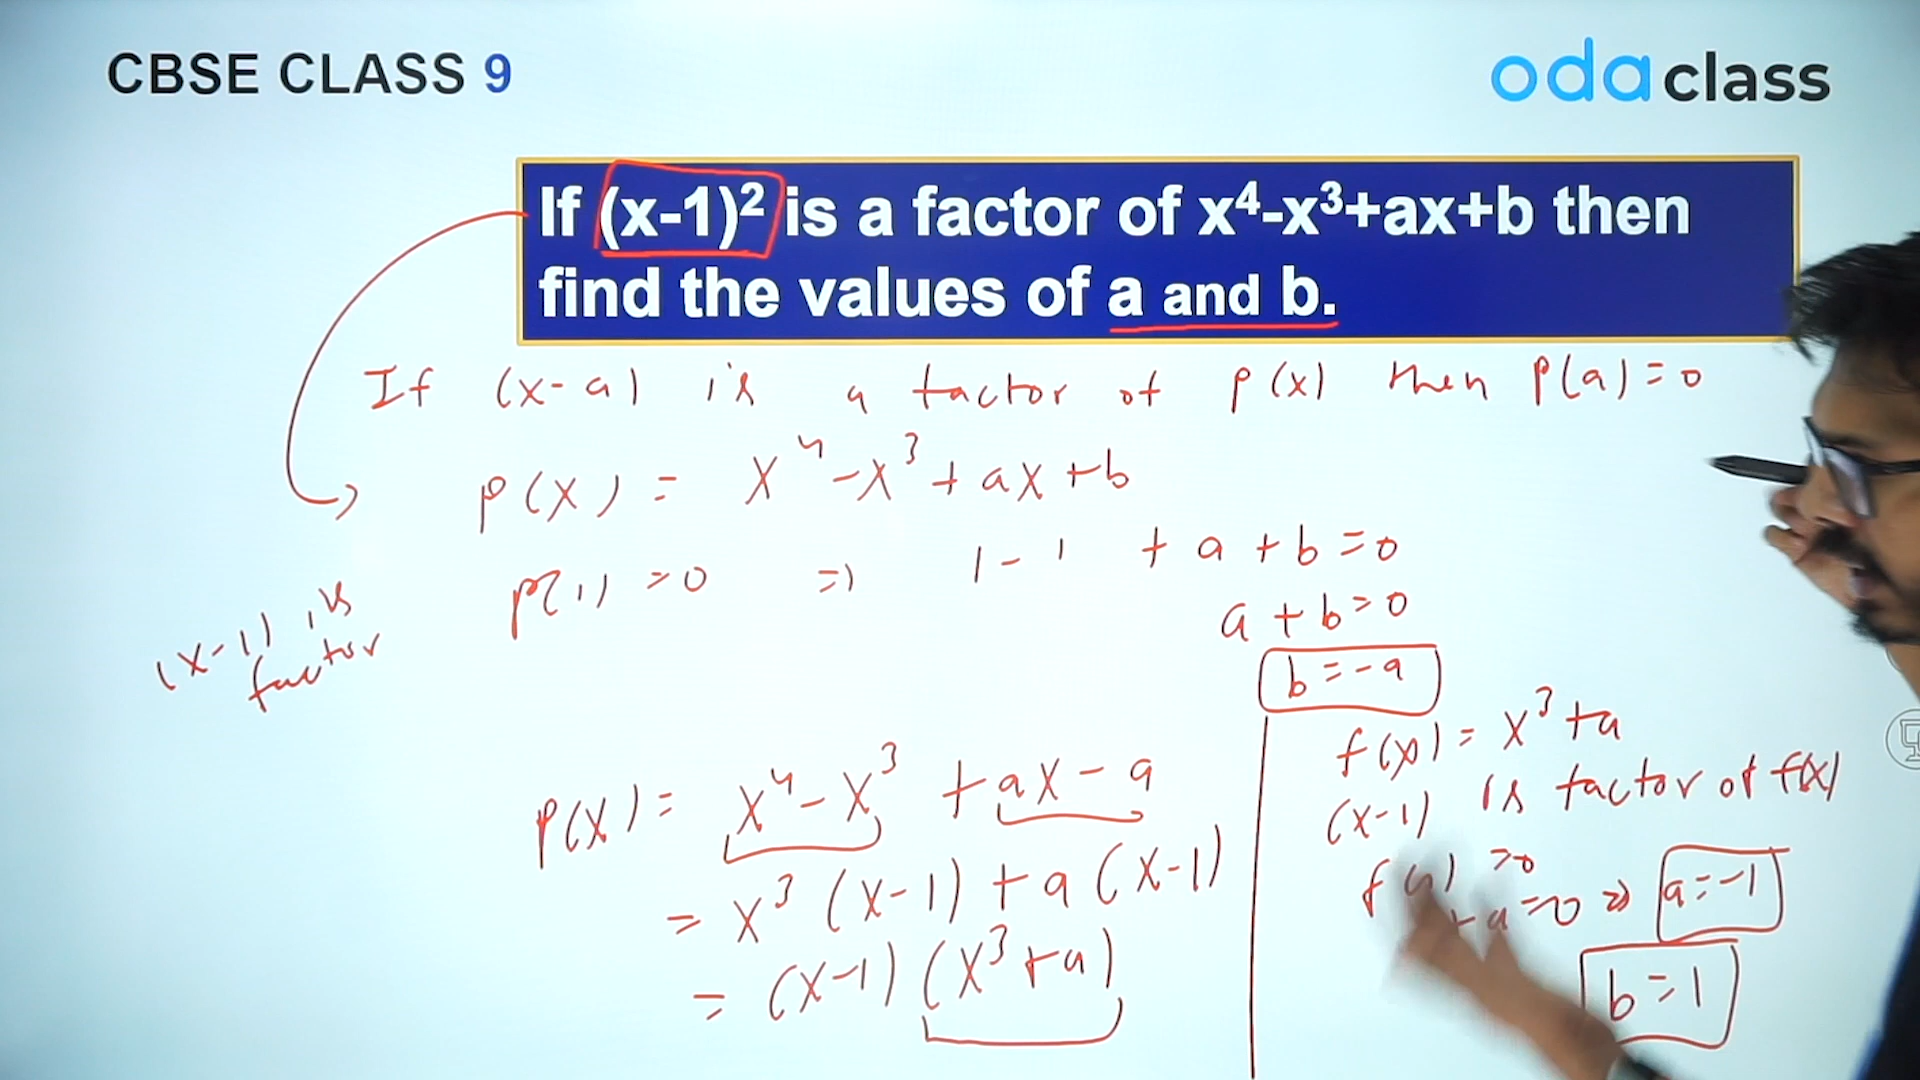 CBSE CLASS 9
odaclass
If (x-1)² is a factor of x⁴-x³+ax+b then
find the values of a and b.
If (x-a) is a factor of p(x) then p(a)=0
p(x) = x⁴-x³+ax+b
p(1)=0 ⇒ 1-1+a+b=0
a+b=0
b=-a
(x-1) is
factor
p(x)= x⁴-x³+ax-a
= x³(x-1)+a(x-1)
= (x-1)(x³+a)
f(x)=x³+a
(x-1) is factor of f(x)
=0
+a=0 ⇒ a=-1
b=1